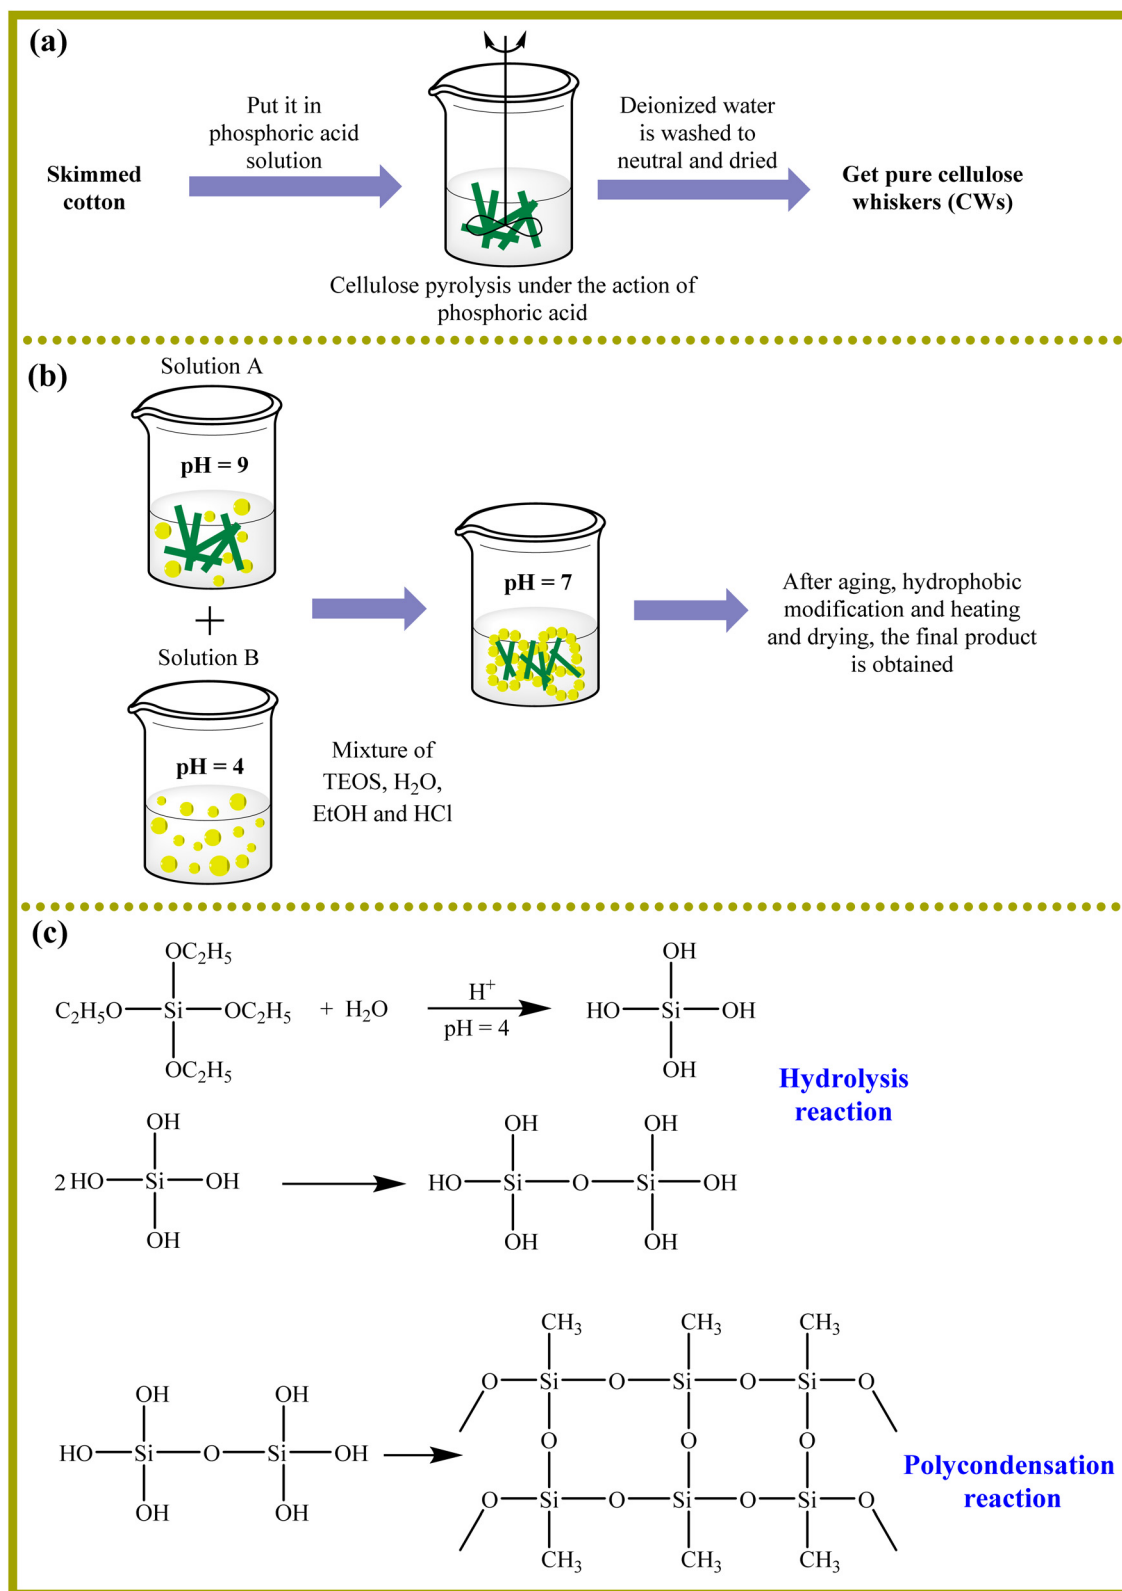 (a)
Skimmed
cotton
Put it in
phosphoric acid
solution
Deionized water
is washed to
neutral and dried
Get pure cellulose
whiskers (CWs)
Cellulose pyrolysis under the action of
phosphoric acid
(b)
Solution A
pH = 9
+
Solution B
pH = 4
Mixture of
TEOS, H₂O,
EtOH and HCl
pH = 7
After aging, hydrophobic
modification and heating
and drying, the final product
is obtained
(c)
OC₂H₅
C₂H₅O Si OC₂H₅ + H₂O
OC₂H₅
H⁺
pH = 4
OH
HO Si OH
OH
Hydrolysis
reaction
OH
2 HO Si OH
OH
OH OH
HO Si O Si OH
OH OH
OH OH
HO Si O Si OH
OH OH
CH₃ CH₃ CH₃
O Si O Si O Si O
O O O
O Si O Si O Si O
CH₃ CH₃ CH₃
Polycondensation
reaction